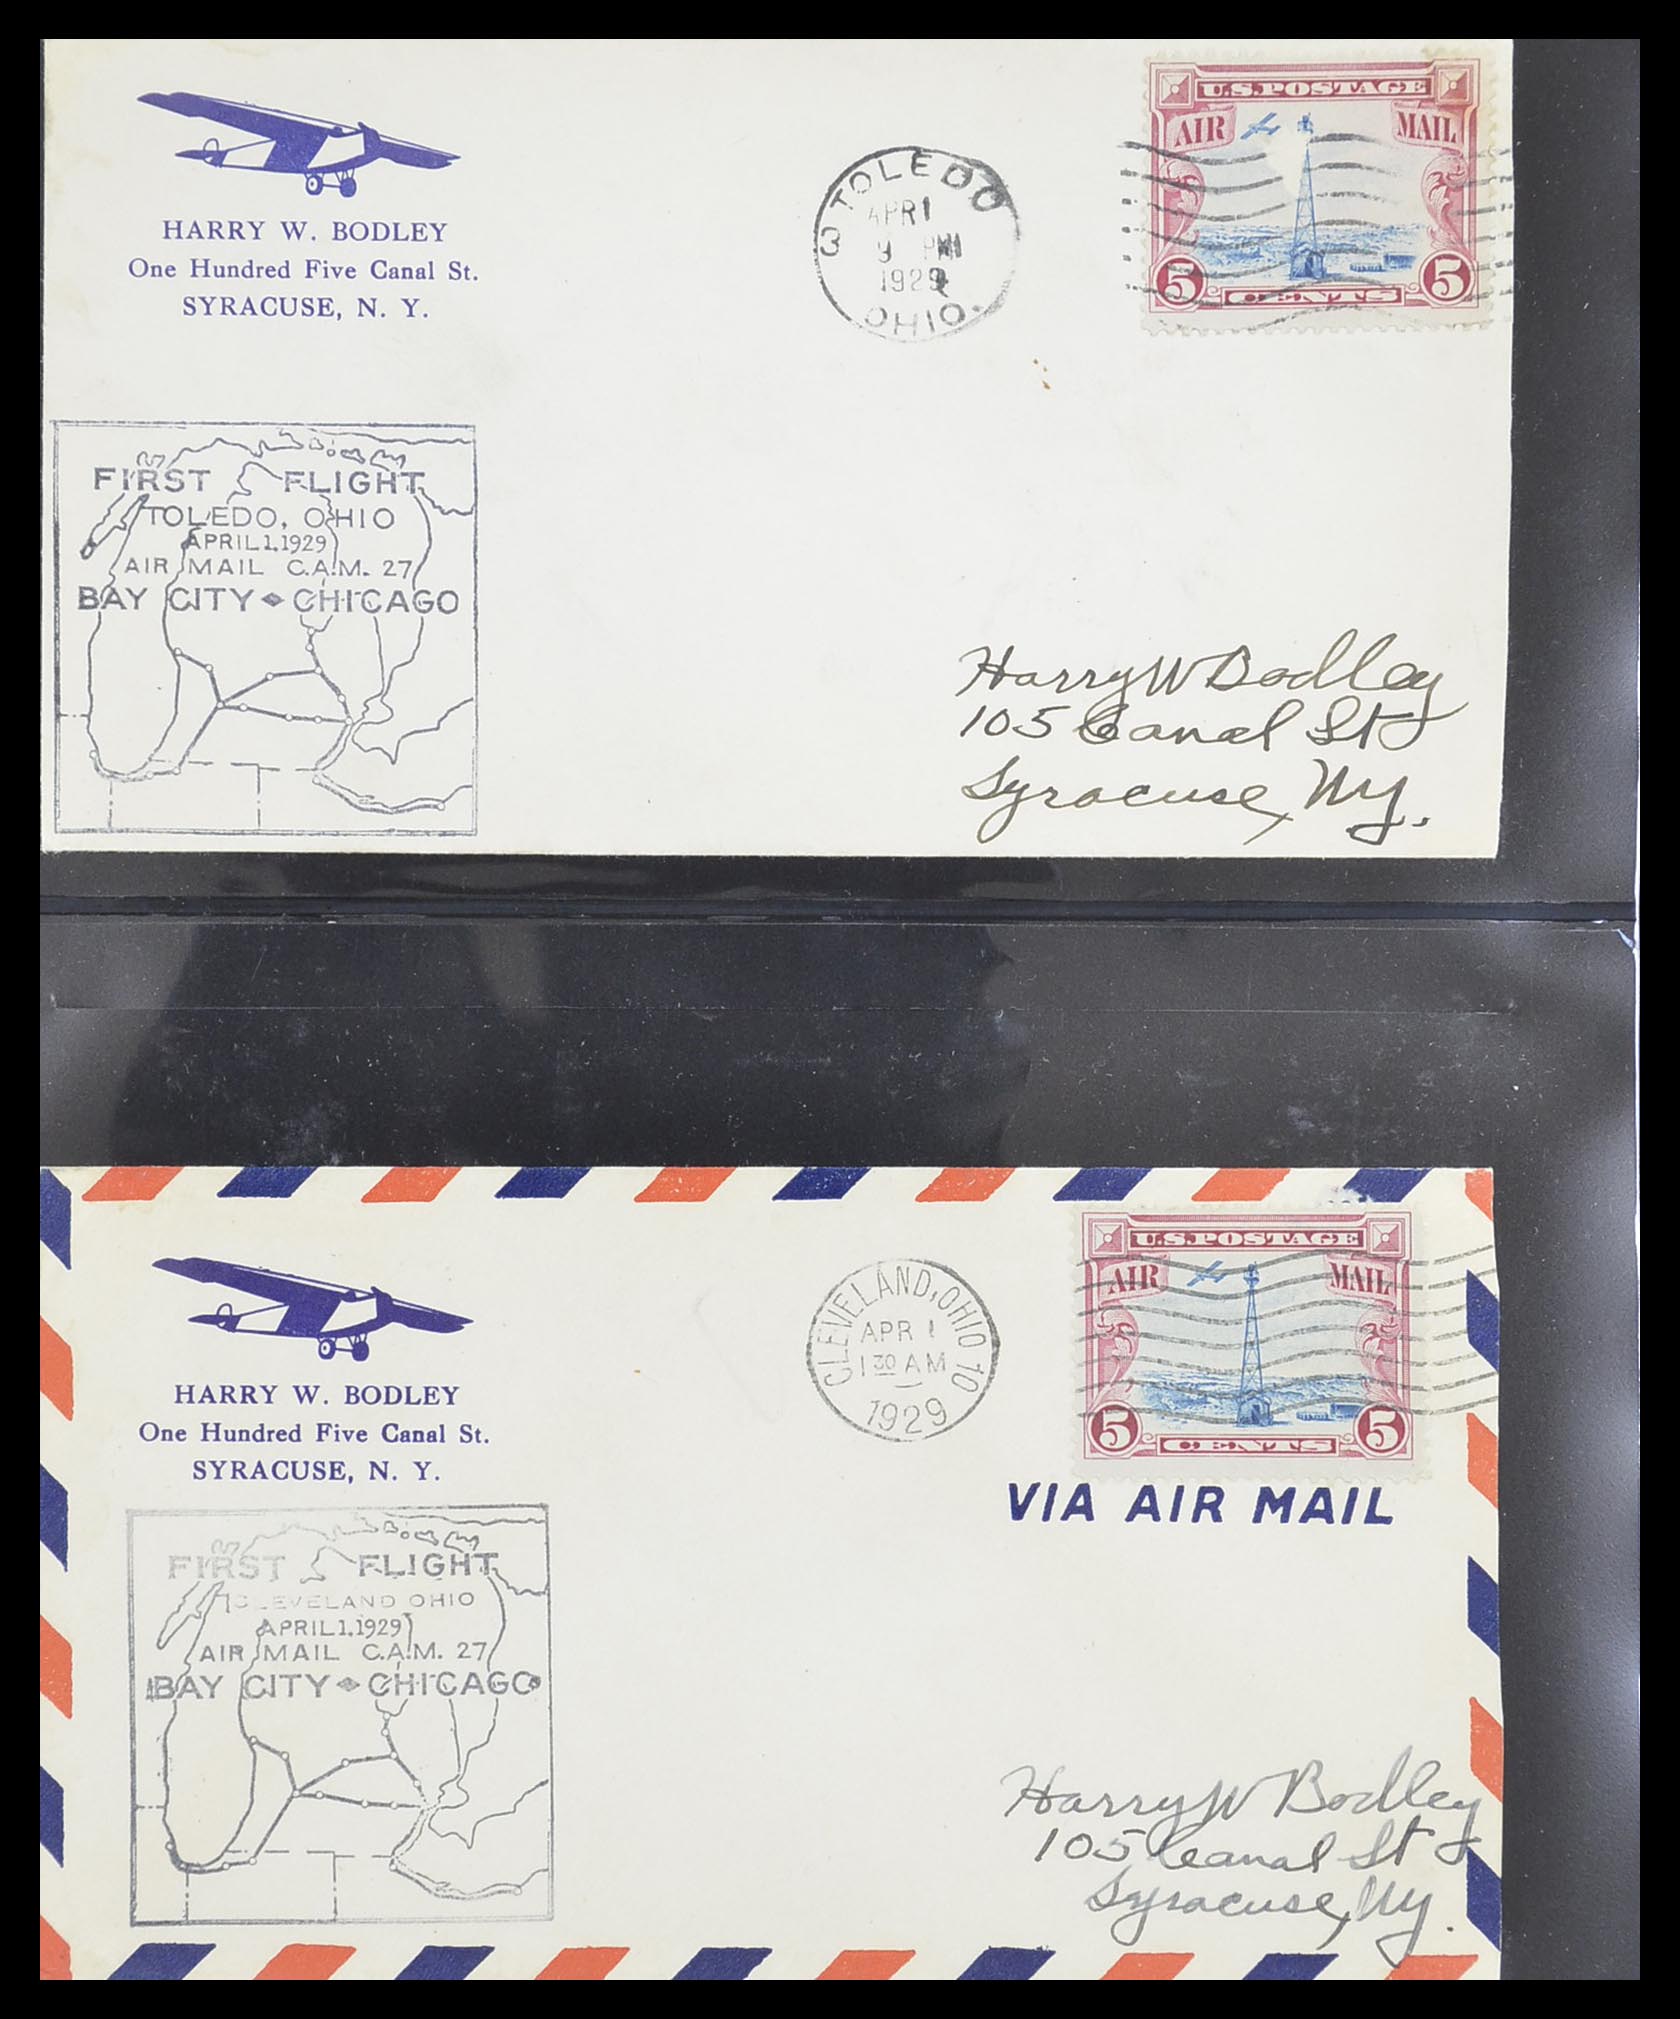 HARRY W. BODLEY
One Hundred Five Canal St.
SYRACUSE, N. Y.
3 TOLEDO
APR 1
9 PM
1929
OHIO.
U.S. POSTAGE
AIR MAIL
5 CENTS 5
FIRST FLIGHT
TOLEDO, OHIO
APRIL 1, 1929
AIR MAIL C.A.M. 27
BAY CITY ◆ CHICAGO
Harry W Bodley
105 Canal St
Syracuse, Ny.
HARRY W. BODLEY
One Hundred Five Canal St.
SYRACUSE, N. Y.
CLEVELAND, OHIO 10
APR 1
1 30 AM
1929
U.S. POSTAGE
AIR MAIL
5 CENTS 5
VIA AIR MAIL
FIRST FLIGHT
CLEVELAND OHIO
APRIL 1, 1929
AIR MAIL C.A.M. 27
BAY CITY ◆ CHICAGO
Harry W Bodley
105 Canal St
Syracuse, Ny.